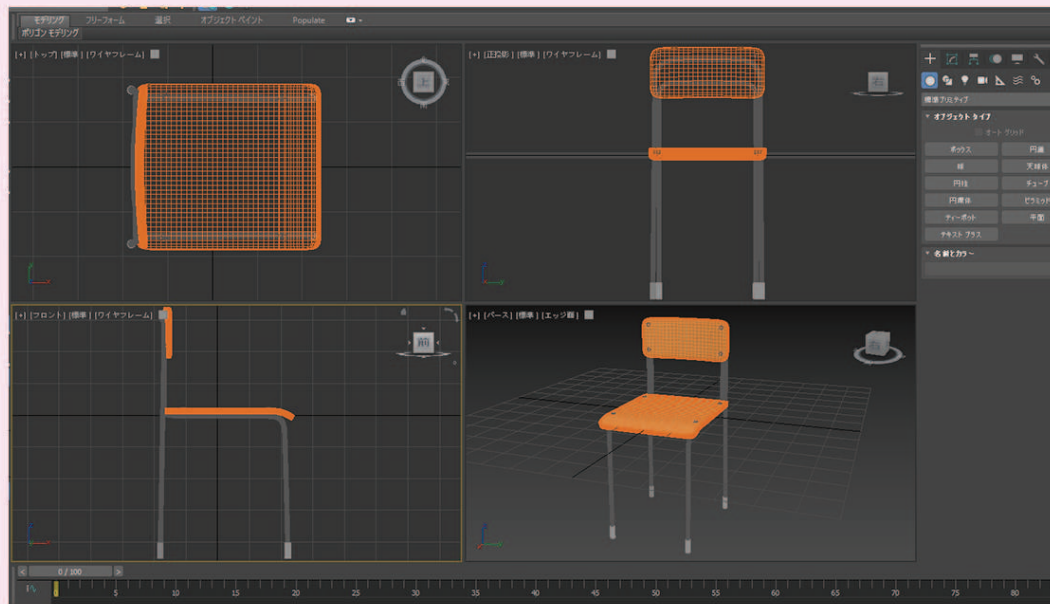 モデリング フリーフォーム 選択 オブジェクト ペイント Populate
ポリゴン モデリング
[+] [トップ] [標準] [ワイヤフレーム]
上
[+] [正投影] [標準] [ワイヤフレーム]
右
標準プリミティブ
オブジェクト タイプ
オート グリッド
ボックス 円錐
球
円柱 チューブ
円環体 ピラミッド
ティーポット 平面
テキスト プラス
名前とカラー
[+] [フロント] [標準] [ワイヤフレーム]
前
[+] [パース] [標準] [エッジ面]
右
< 0 / 100 >
0 5 10 15 20 25 30 35 40 45 50 55 60 65 70 75 80